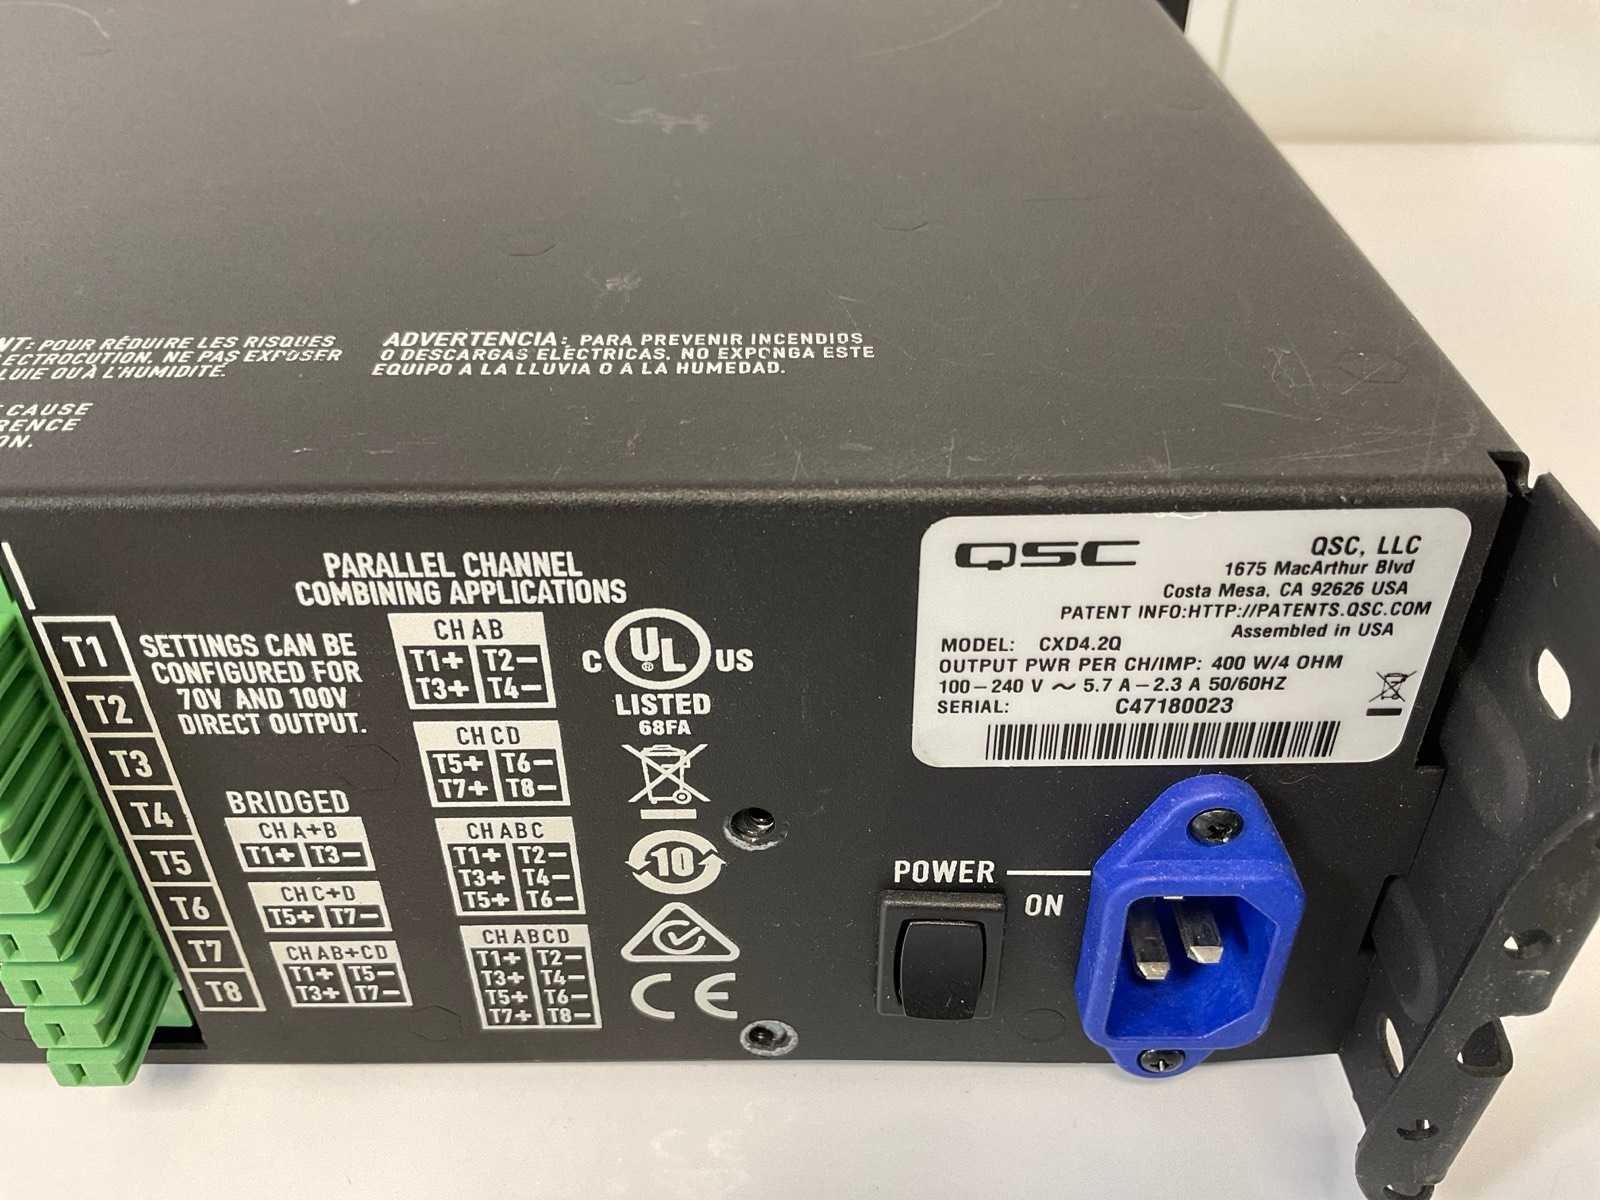 NT: POUR RÉDUIRE LES RISQUES
LECTROCUTION, NE PAS EXPOSER
LUIE OU À L'HUMIDITÉ.
ADVERTENCIA: PARA PREVENIR INCENDIOS
O DESCARGAS ELÉCTRICAS, NO EXPONGA ESTE
EQUIPO A LA LLUVIA O A LA HUMEDAD.
CAUSE
RENCE
ON.
PARALLEL CHANNEL
COMBINING APPLICATIONS
SETTINGS CAN BE
CONFIGURED FOR
70V AND 100V
DIRECT OUTPUT.
T1
T2
T3
T4
T5
T6
T7
T8
BRIDGED
CH A+B
T1+ T3-
CH C+D
T5+ T7-
CH AB+CD
T1+ T5-
T3+ T7-
CH AB
T1+ T2-
T3+ T4-
CH CD
T5+ T6-
T7+ T8-
CH ABC
T1+ T2-
T3+ T4-
T5+ T6-
CH ABCD
T1+ T2-
T3+ T4-
T5+ T6-
T7+ T8-
C UL ® US
LISTED
68FA
10
CE
QSC
QSC, LLC
1675 MacArthur Blvd
Costa Mesa, CA 92626 USA
PATENT INFO:HTTP://PATENTS.QSC.COM
Assembled in USA
MODEL: CXD4.2Q
OUTPUT PWR PER CH/IMP: 400 W/4 OHM
100-240 V ~ 5.7 A-2.3 A 50/60HZ
SERIAL: C47180023
POWER
ON